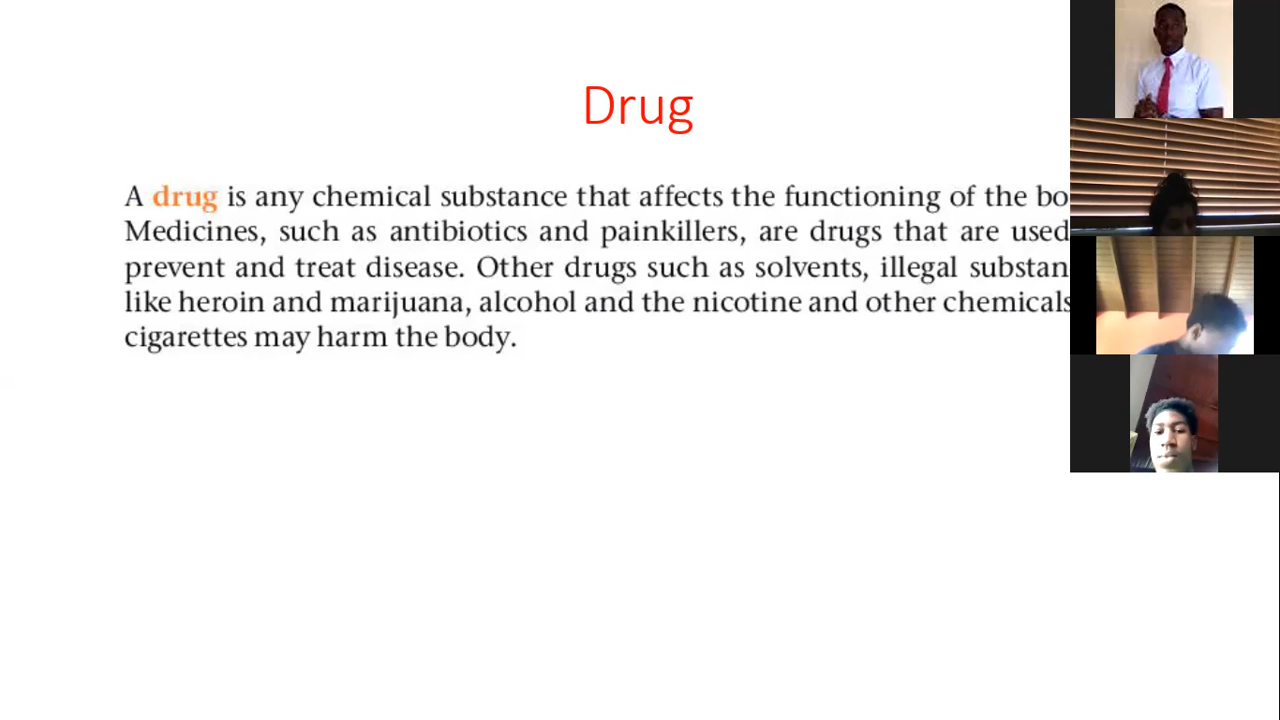 Drug
A drug is any chemical substance that affects the functioning of the bo
Medicines, such as antibiotics and painkillers, are drugs that are used
prevent and treat disease. Other drugs such as solvents, illegal substan
like heroin and marijuana, alcohol and the nicotine and other chemicals
cigarettes may harm the body.